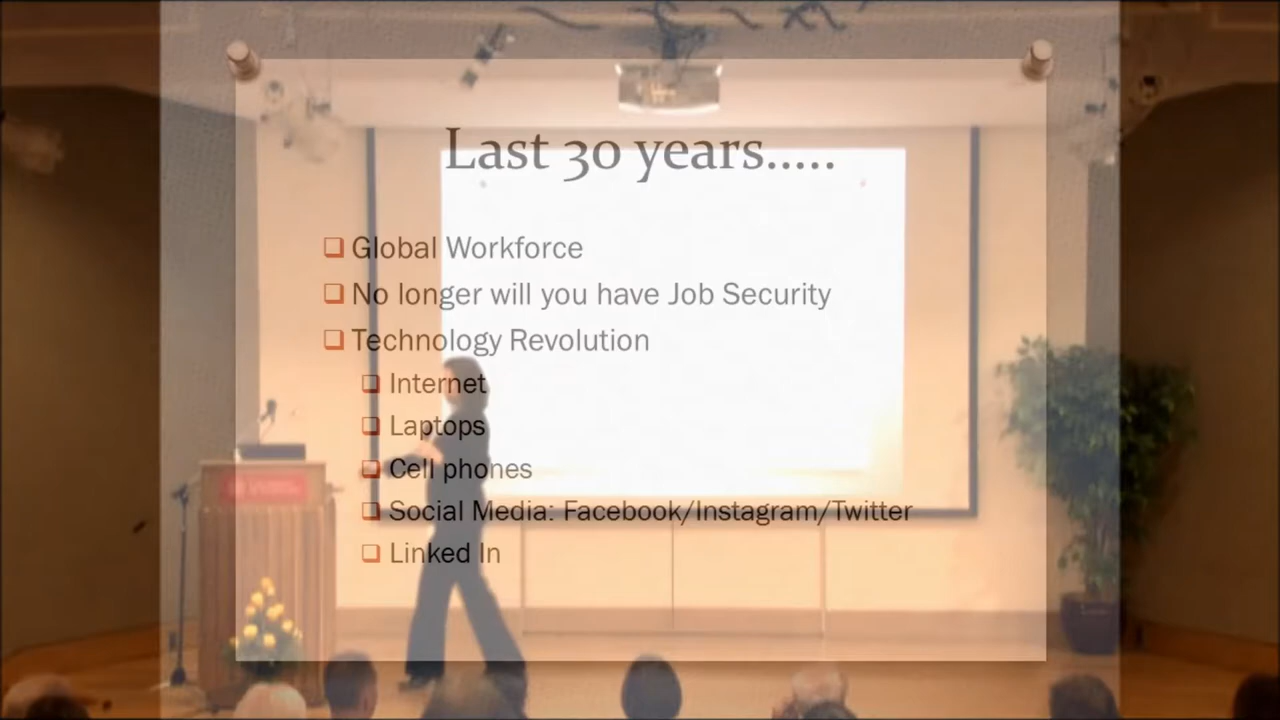 Last 30 years.....
Global Workforce
No longer will you have Job Security
Technology Revolution
Internet
Laptops
Cell phones
Social Media: Facebook/Instagram/Twitter
Linked In